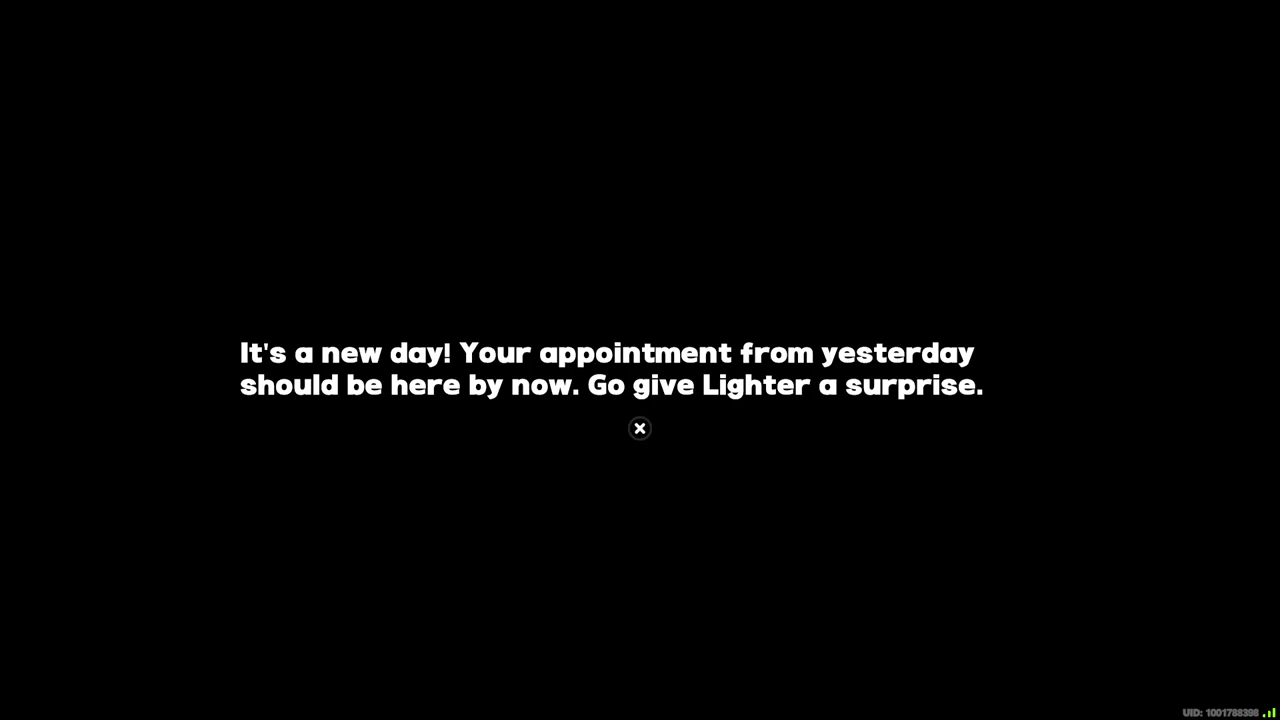 It's a new day! Your appointment from yesterday
should be here by now. Go give Lighter a surprise.
UID: 1001788398